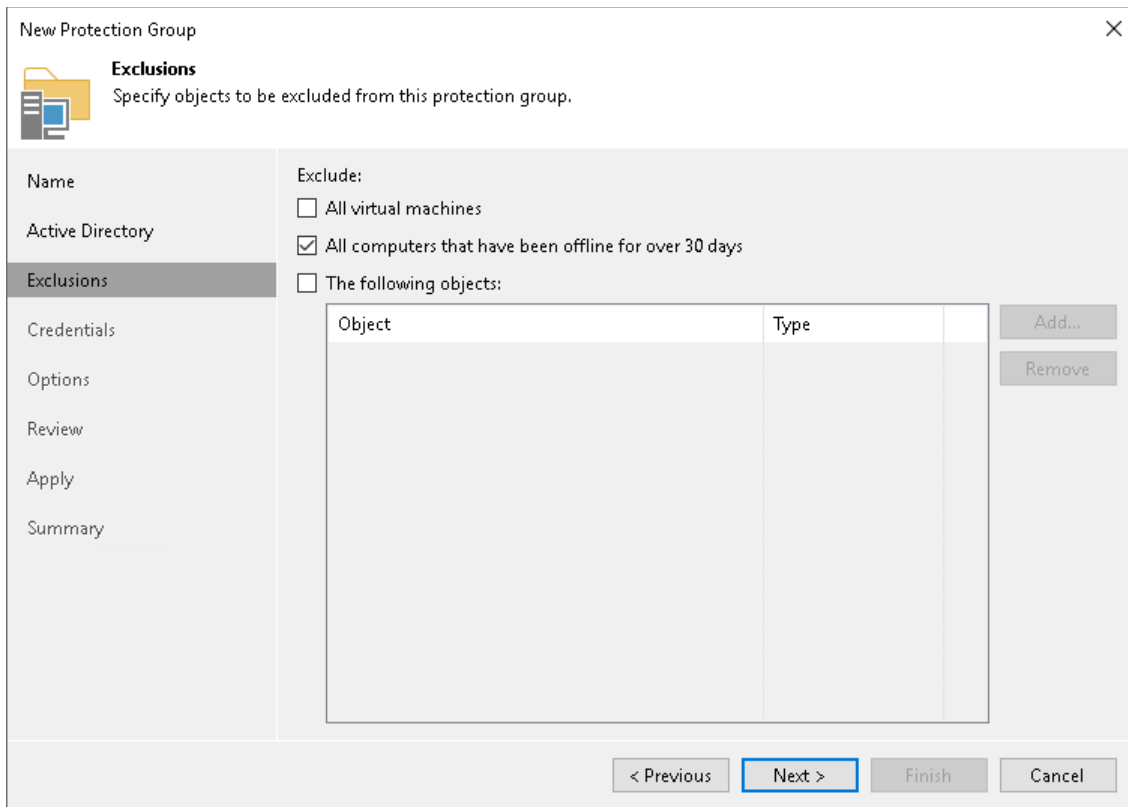 New Protection Group
Exclusions
Specify objects to be excluded from this protection group.
Name
Active Directory
Exclusions
Credentials
Options
Review
Apply
Summary
Exclude:
All virtual machines
All computers that have been offline for over 30 days
The following objects:
Object Type
Add...
Remove
< Previous Next > Finish Cancel